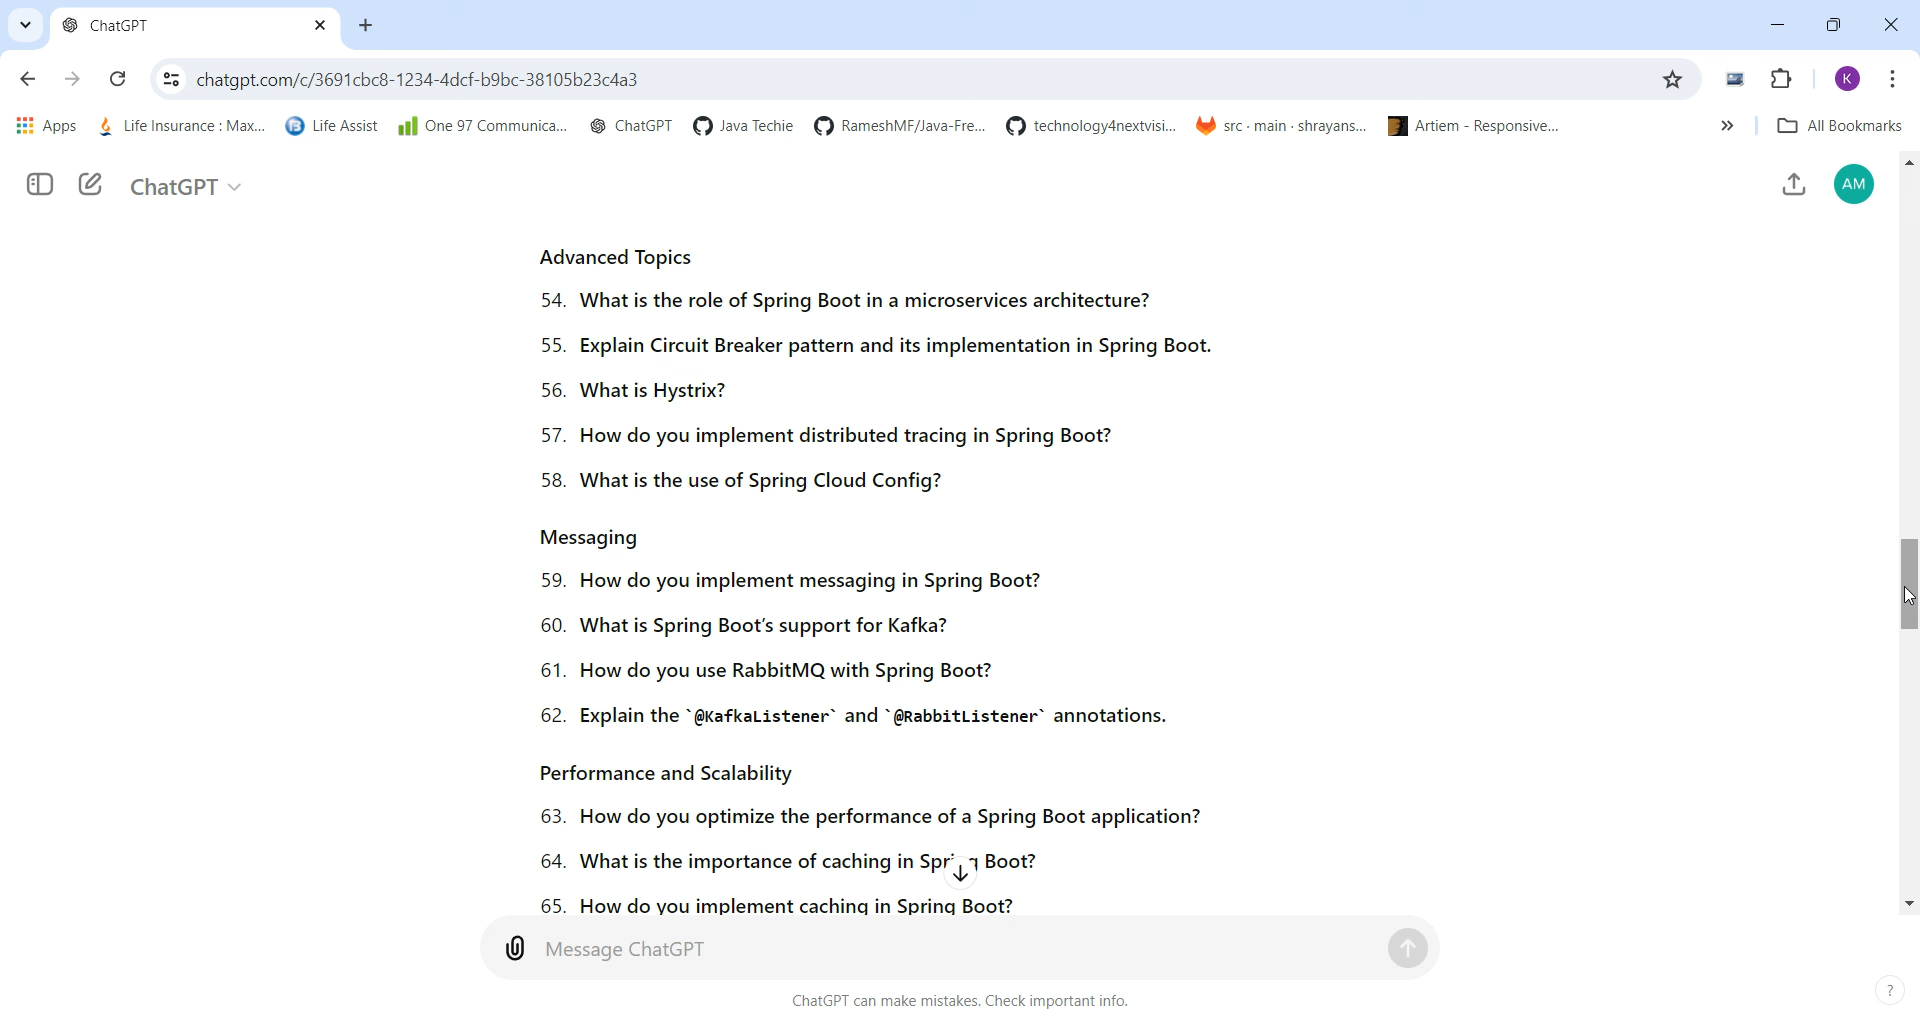 ChatGPT
chatgpt.com/c/3691cbc8-1234-4dcf-b9bc-38105b23c4a3
K
Apps Life Insurance : Max... Life Assist One 97 Communica... ChatGPT Java Techie RameshMF/Java-Fre... technology4nextvisi... src · main · shrayans... Artiem - Responsive... » All Bookmarks
ChatGPT
AM
Advanced Topics
54. What is the role of Spring Boot in a microservices architecture?
55. Explain Circuit Breaker pattern and its implementation in Spring Boot.
56. What is Hystrix?
57. How do you implement distributed tracing in Spring Boot?
58. What is the use of Spring Cloud Config?
Messaging
59. How do you implement messaging in Spring Boot?
60. What is Spring Boot's support for Kafka?
61. How do you use RabbitMQ with Spring Boot?
62. Explain the `@KafkaListener` and `@RabbitListener` annotations.
Performance and Scalability
63. How do you optimize the performance of a Spring Boot application?
64. What is the importance of caching in Spring Boot?
65. How do you implement caching in Spring Boot?
Message ChatGPT
ChatGPT can make mistakes. Check important info.
?